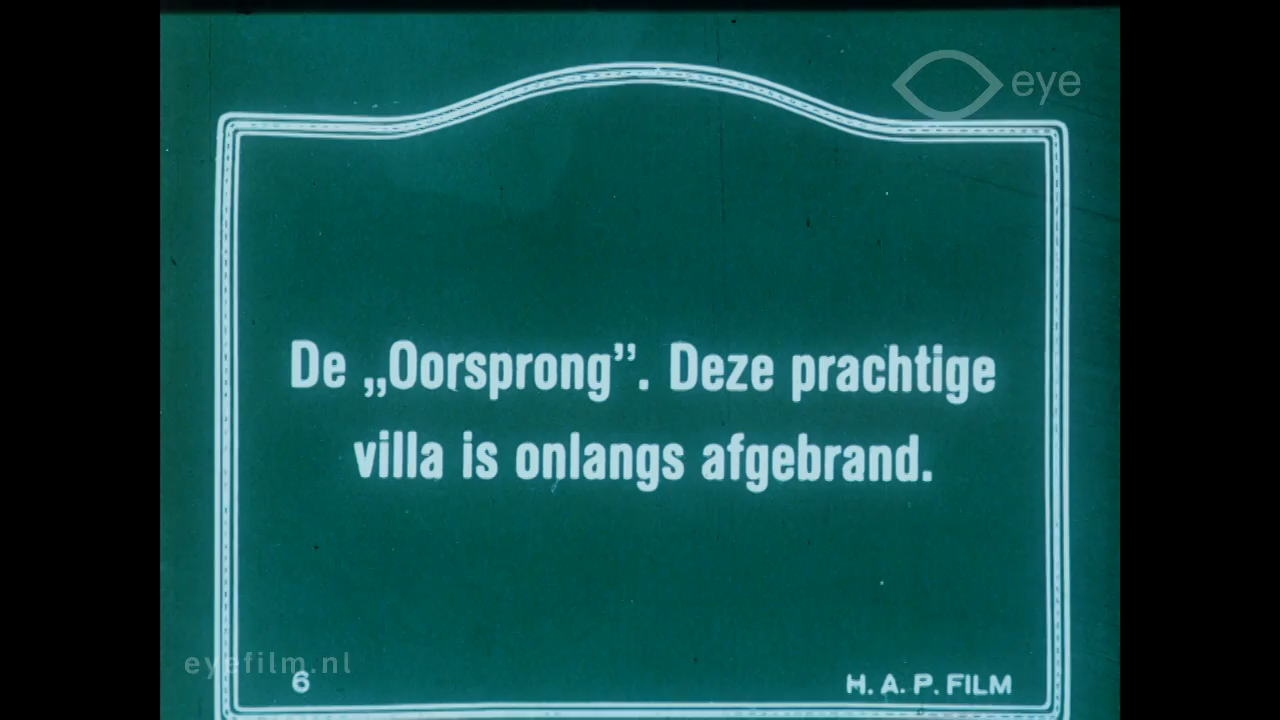 eye
De „Oorsprong”. Deze prachtige
villa is onlangs afgebrand.
eyefilm.nl
6
H. A. P. FILM